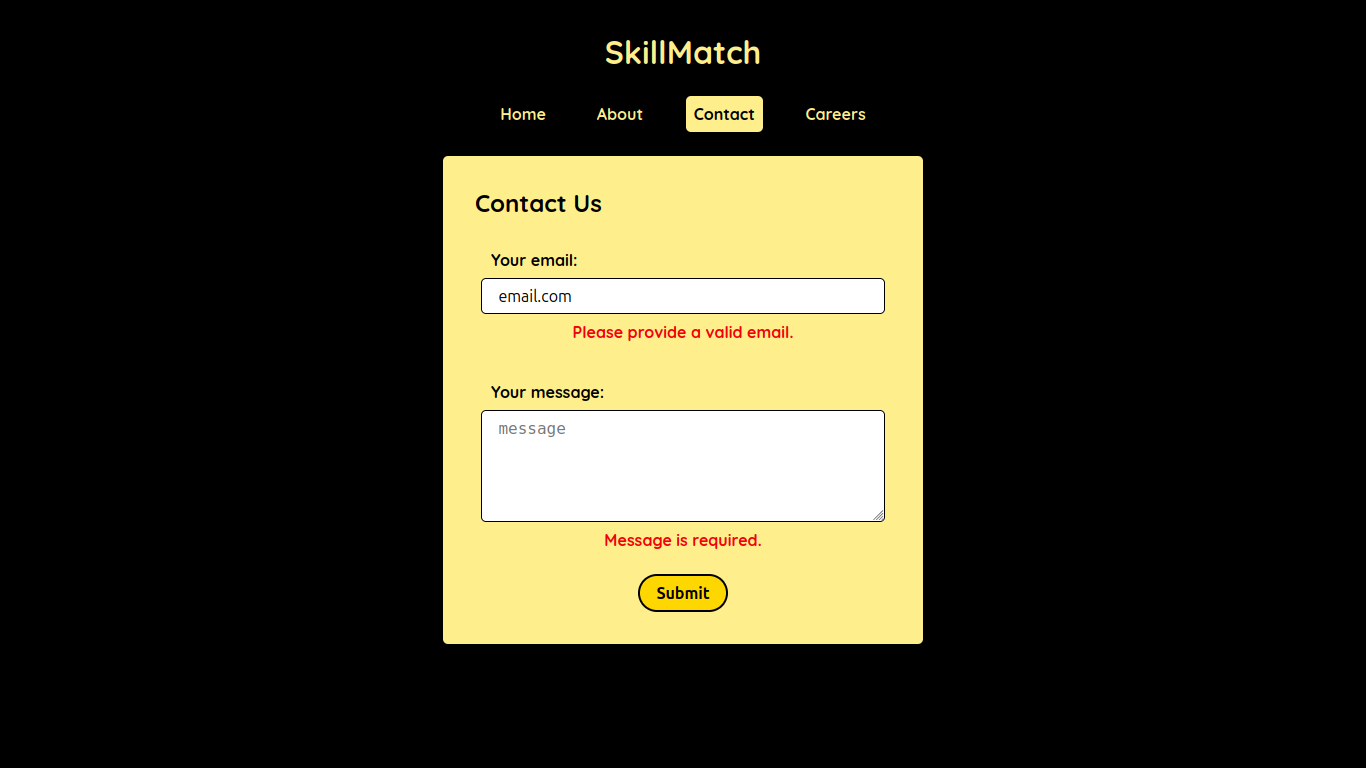 SkillMatch
Home About Contact Careers
Contact Us
Your email:
email.com
Please provide a valid email.
Your message:
message
Message is required.
Submit